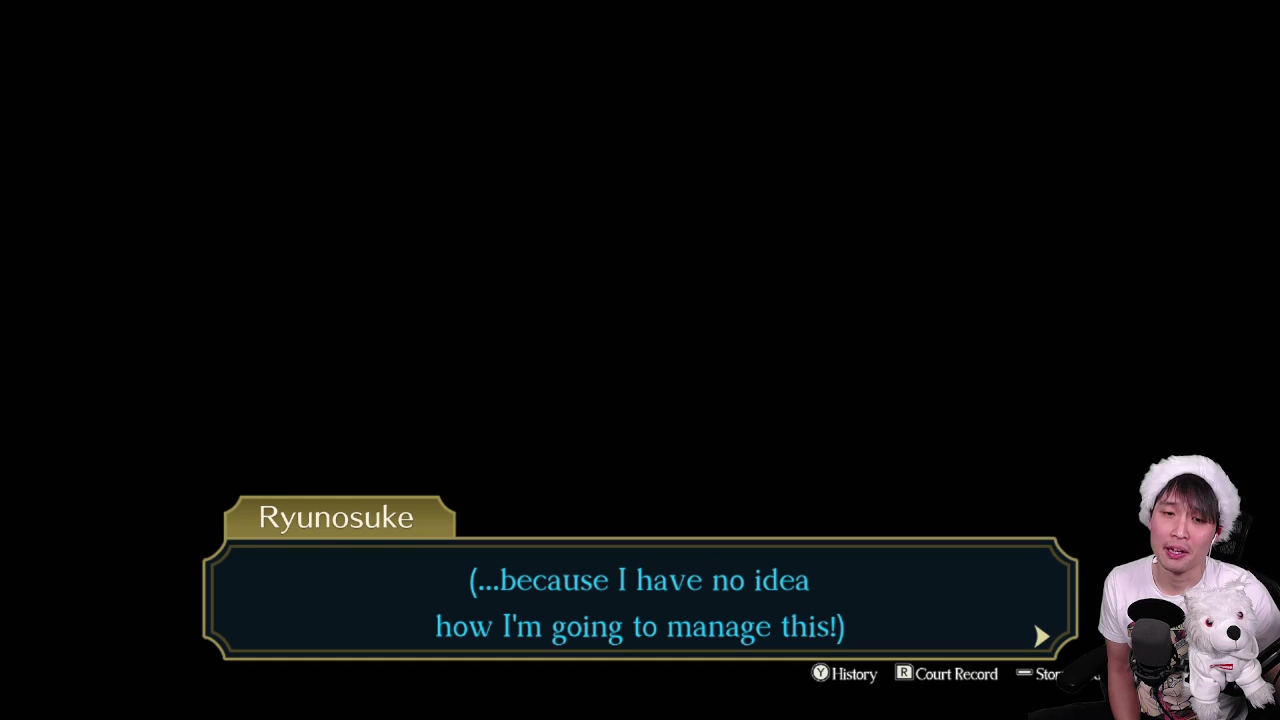 Ryunosuke
(...because I have no idea
how I'm going to manage this!)
Y History R Court Record